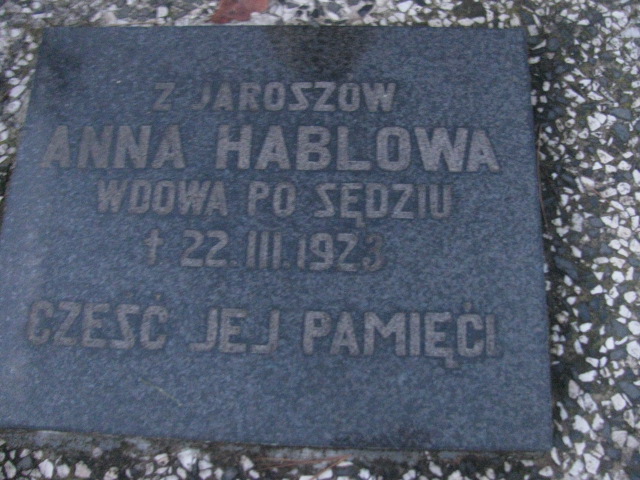 Z JAROSZÓW
ANNA HABLOWA
WDOWA PO SĘDZIU
† 22. III. 1923
CZEŚĆ JEJ PAMIĘCI.